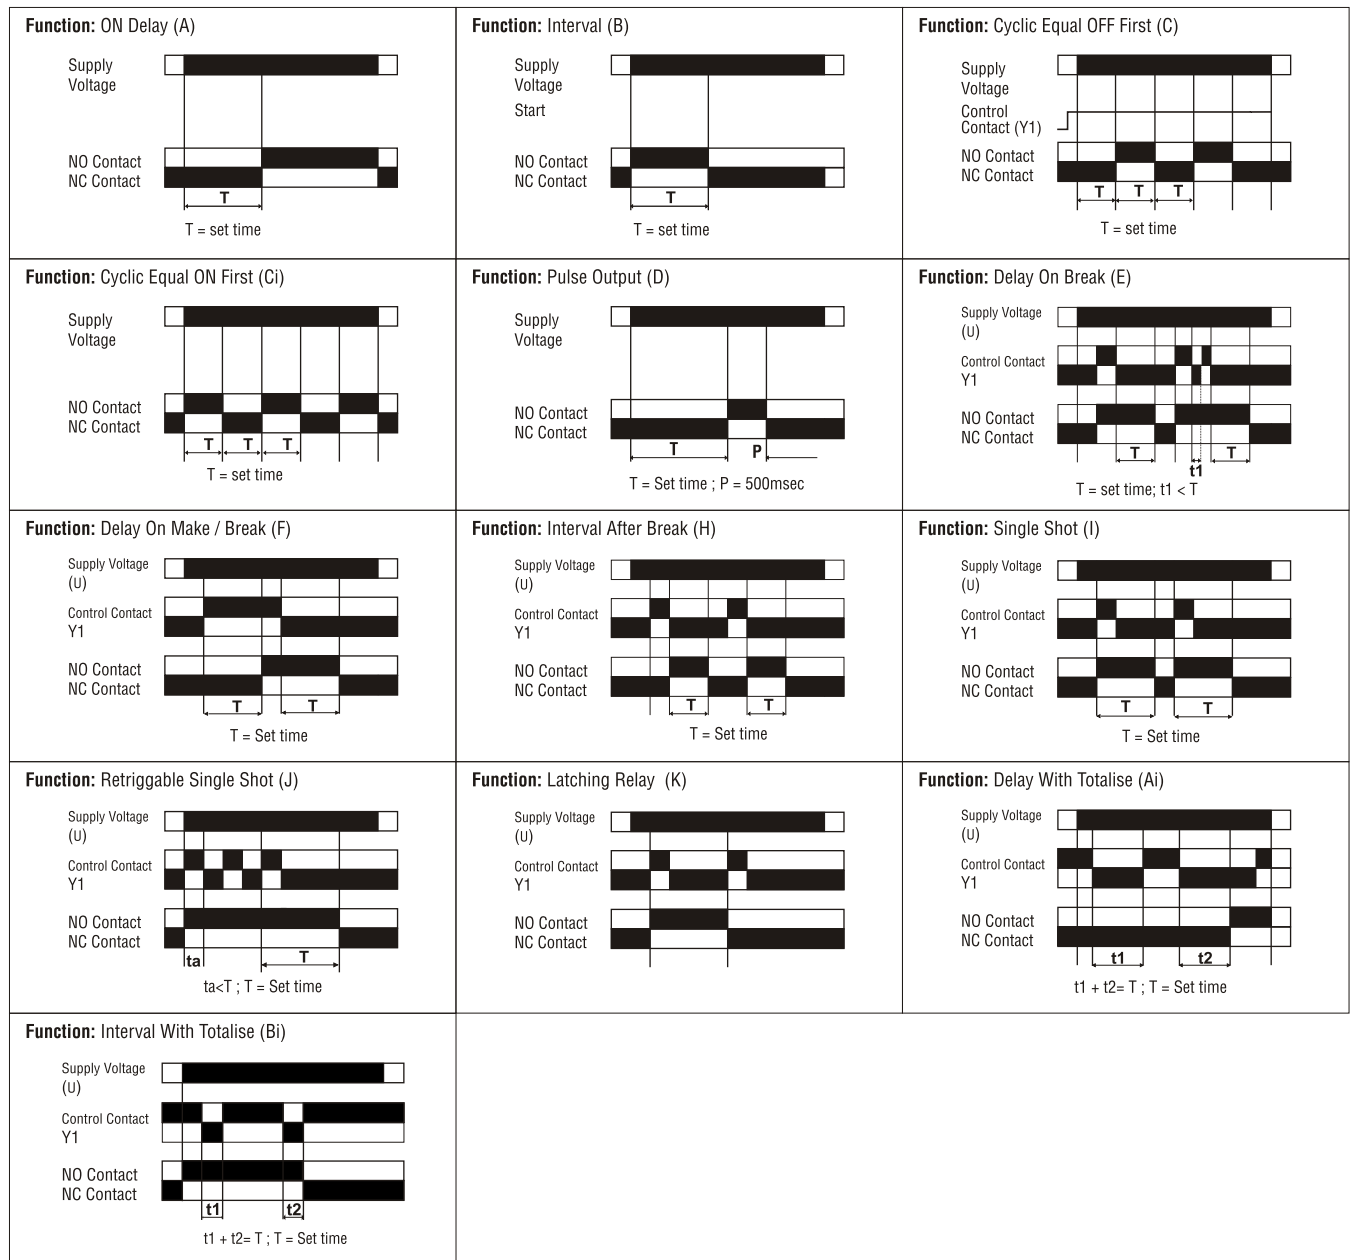 Function: ON Delay (A)
Supply
Voltage
NO Contact
NC Contact
T
T = set time
Function: Interval (B)
Supply
Voltage
Start
NO Contact
NC Contact
T
T = set time
Function: Cyclic Equal OFF First (C)
Supply
Voltage
Control
Contact (Y1)
NO Contact
NC Contact
T T T
T = set time
Function: Cyclic Equal ON First (Ci)
Supply
Voltage
NO Contact
NC Contact
T T T
T = set time
Function: Pulse Output (D)
Supply
Voltage
NO Contact
NC Contact
T P
T = Set time ; P = 500msec
Function: Delay On Break (E)
Supply Voltage
(U)
Control Contact
Y1
NO Contact
NC Contact
T t1 T
T = set time; t1 < T
Function: Delay On Make / Break (F)
Supply Voltage
(U)
Control Contact
Y1
NO Contact
NC Contact
T T
T = Set time
Function: Interval After Break (H)
Supply Voltage
(U)
Control Contact
Y1
NO Contact
NC Contact
T T
T = Set time
Function: Single Shot (I)
Supply Voltage
(U)
Control Contact
Y1
NO Contact
NC Contact
T T
T = Set time
Function: Retriggable Single Shot (J)
Supply Voltage
(U)
Control Contact
Y1
NO Contact
NC Contact
ta T
ta<T ; T = Set time
Function: Latching Relay (K)
Supply Voltage
(U)
Control Contact
Y1
NO Contact
NC Contact
Function: Delay With Totalise (Ai)
Supply Voltage
(U)
Control Contact
Y1
NO Contact
NC Contact
t1 t2
t1 + t2= T ; T = Set time
Function: Interval With Totalise (Bi)
Supply Voltage
(U)
Control Contact
Y1
NO Contact
NC Contact
t1 t2
t1 + t2= T ; T = Set time